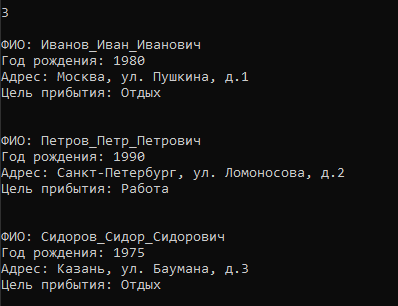 3
ФИО: Иванов_Иван_Иванович
Год рождения: 1980
Адрес: Москва, ул. Пушкина, д.1
Цель прибытия: Отдых
ФИО: Петров_Петр_Петрович
Год рождения: 1990
Адрес: Санкт-Петербург, ул. Ломоносова, д.2
Цель прибытия: Работа
ФИО: Сидоров_Сидор_Сидорович
Год рождения: 1975
Адрес: Казань, ул. Баумана, д.3
Цель прибытия: Отдых